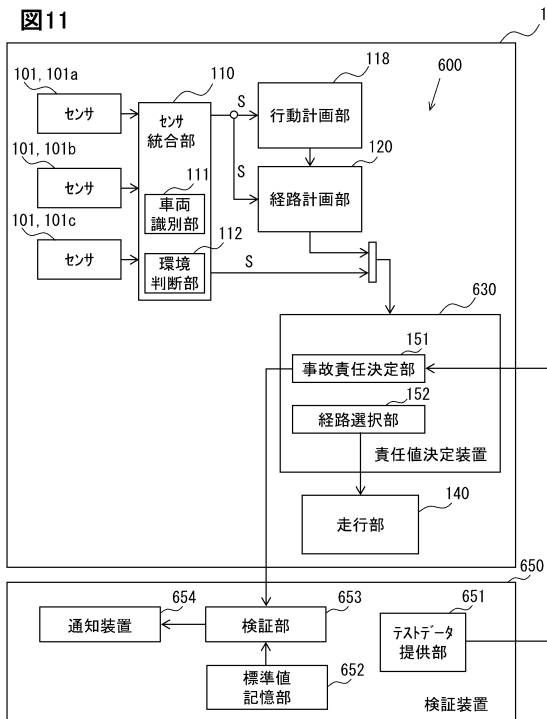 図11
1
600
101, 101a
センサ
101, 101b
センサ
101, 101c
センサ
110
センサ
統合部
111
車両
識別部
112
環境
判断部
S
S
S
118
行動計画部
120
経路計画部
630
151
事故責任決定部
152
経路選択部
責任値決定装置
140
走行部
650
654
通知装置
653
検証部
652
標準値
記憶部
651
テストデータ
提供部
検証装置